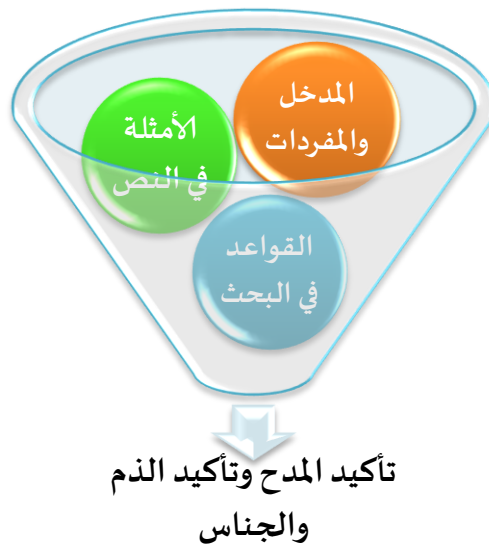 المدخل
والمفردات
الأمثلة
في النص
القواعد
في البحث
تأكيد المدح وتأكيد الذم
والجناس